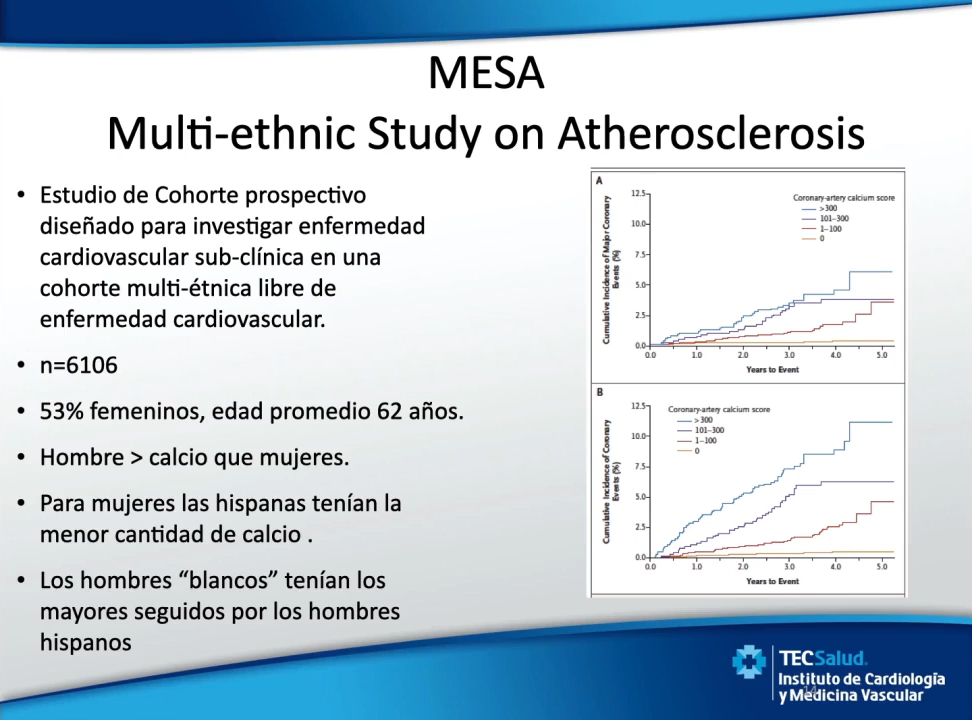 MESA
Multi-ethnic Study on Atherosclerosis
• Estudio de Cohorte prospectivo
diseñado para investigar enfermedad
cardiovascular sub-clínica en una
cohorte multi-étnica libre de
enfermedad cardiovascular.
• n=6106
• 53% femeninos, edad promedio 62 años.
• Hombre > calcio que mujeres.
• Para mujeres las hispanas tenían la
menor cantidad de calcio .
• Los hombres “blancos” tenían los
mayores seguidos por los hombres
hispanos
A
Coronary-artery calcium score
>300
101–300
1–100
0
Cumulative Incidence of Major Coronary
Events (%)
12.5
10.0
7.5
5.0
2.5
0.0
0.0 1.0 2.0 3.0 4.0 5.0
Years to Event
B
Coronary-artery calcium score
>300
101–300
1–100
0
Cumulative Incidence of Coronary
Events (%)
12.5
10.0
7.5
5.0
2.5
0.0
0.0 1.0 2.0 3.0 4.0 5.0
Years to Event
TECSalud.
Instituto de Cardiología
y Medicina Vascular
14